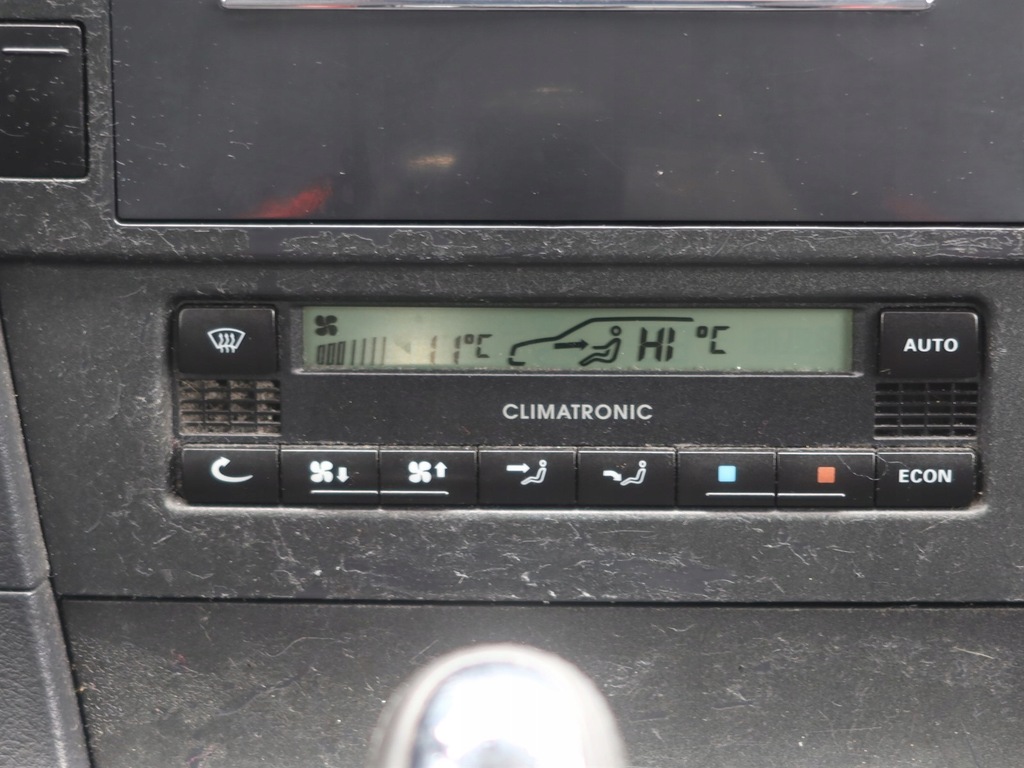 11°C HI °C
AUTO
CLIMATRONIC
ECON